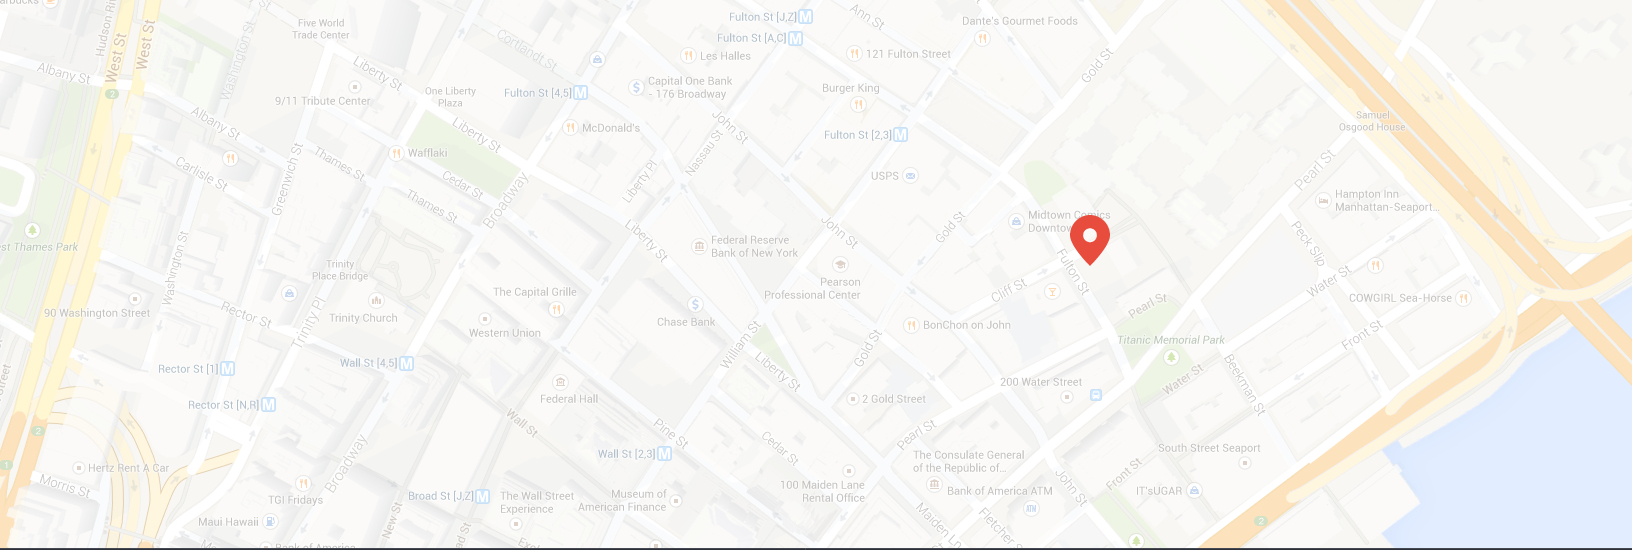 arbucks
Five World
Trade Center
Hudson Riv
West St
West St
Washington St
Albany St
Liberty St
Cortlandt St
Fulton St [J,Z] M
Fulton St [A,C] M
Ann St
Dante's Gourmet Foods
Les Halles
121 Fulton Street
Gold St
9/11 Tribute Center
One Liberty
Plaza
Fulton St [4,5] M
Capital One Bank
- 176 Broadway
Burger King
2
Albany St
Liberty St
McDonald's
John St
Fulton St [2,3] M
Samuel
Osgood House
Nassau St
Carlisle St
Thames St
Wafflaki
Cedar St
Liberty Pl
USPS
Pearl St
Greenwich St
Thames St
Broadway
Hampton Inn
Manhattan-Seaport...
Midtown Comics
Downtow
Gold St
John St
Liberty St
Federal Reserve
Bank of New York
st Thames Park
Peck Slip
Washington St
Trinity
Place Bridge
Pearson
Professional Center
Fulton St
Cliff St
Water St
The Capital Grille
Pearl St
COWGIRL Sea-Horse
90 Washington Street
Rector St
Trinity Pl
Trinity Church
Western Union
Chase Bank
BonChon on John
William St
Gold St
Titanic Memorial Park
Front St
Rector St [1] M
Wall St [4,5] M
Liberty St
Water St
Beekman St
200 Water Street
Federal Hall
2 Gold Street
Rector St [N,R] M
Wall St
Pine St
Pearl St
2
Cedar St
South Street Seaport
Wall St [2,3] M
The Consulate General
of the Republic of...
Broadway
1
Hertz Rent A Car
Morris St
Front St
John St
TGI Fridays
Broad St [J,Z] M
The Wall Street
Experience
Museum of
American Finance
100 Maiden Lane
Rental Office
Bank of America ATM
IT'sUGAR
ATM
Maui Hawaii
New St
Maiden Ln
Fletcher
2
Bank of America